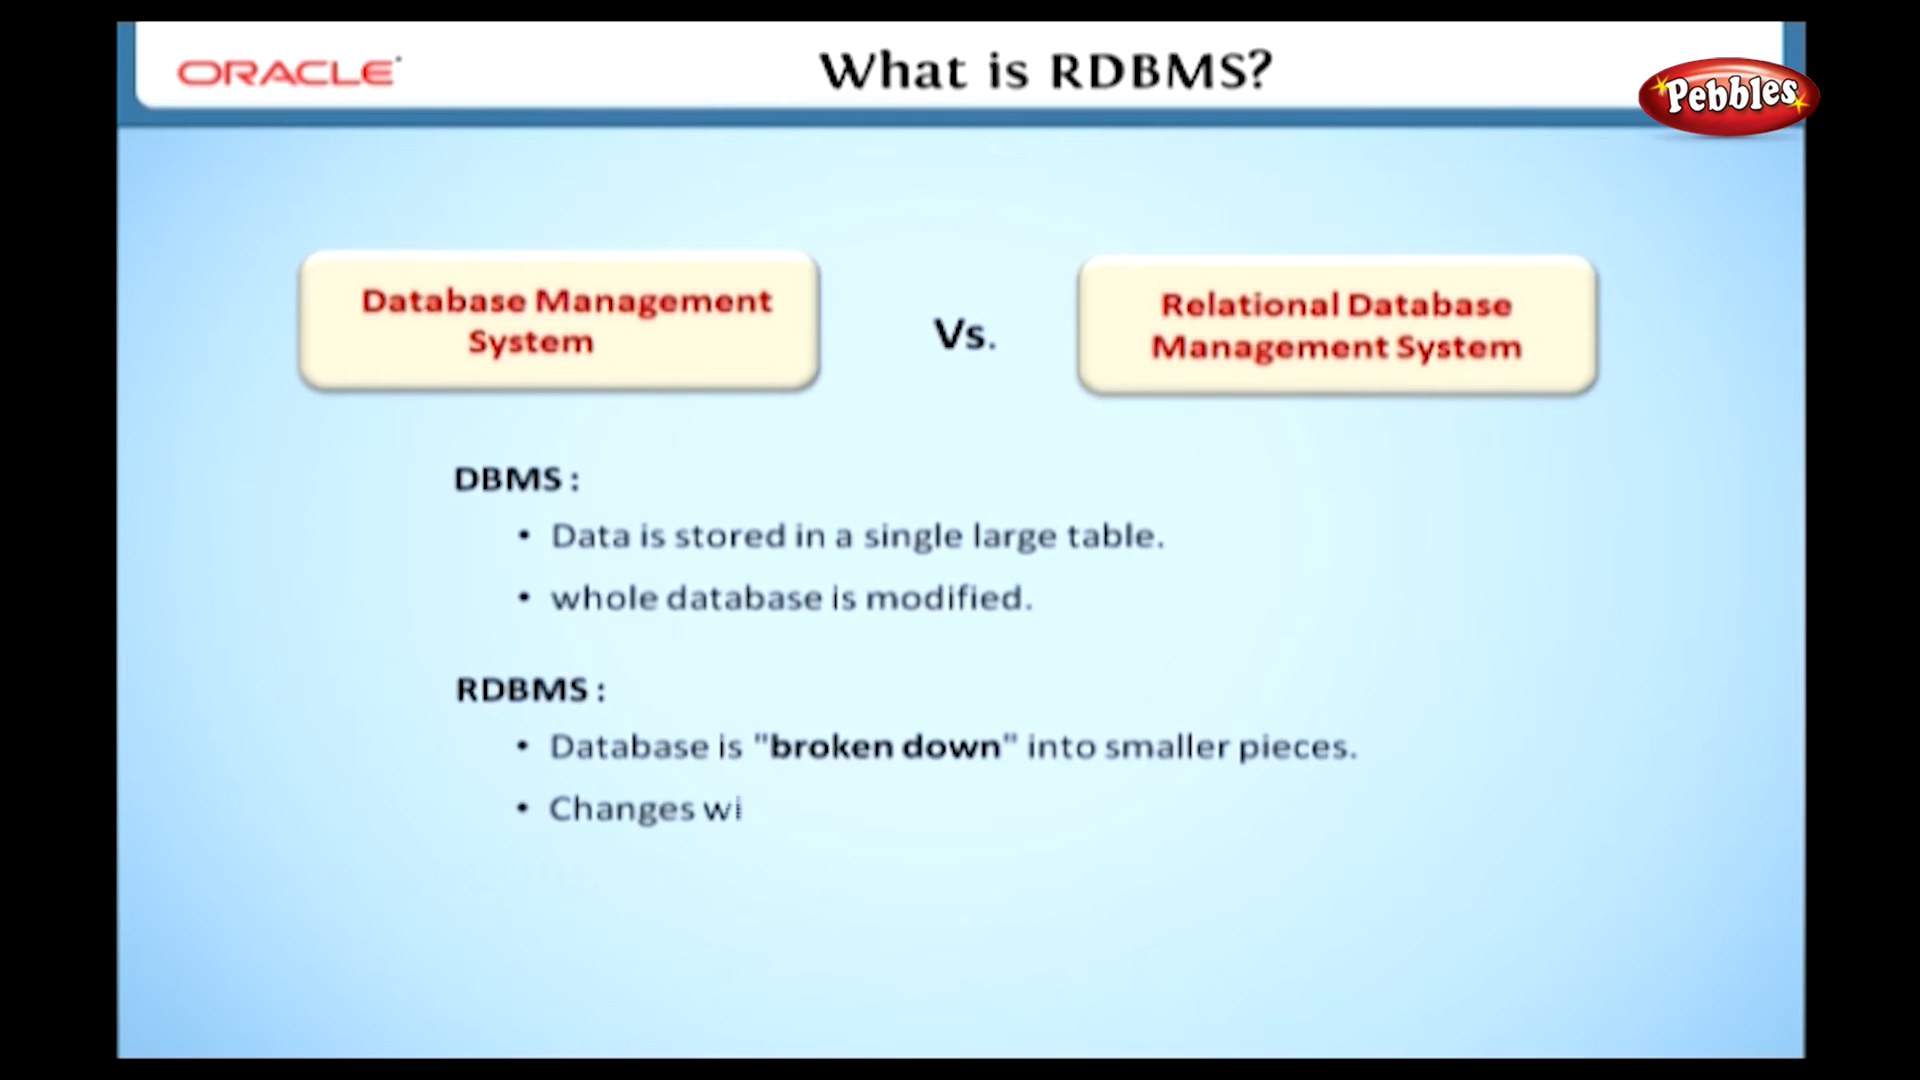 ORACLE
What is RDBMS?
Pebbles
Database Management
System
Vs.
Relational Database
Management System
DBMS :
• Data is stored in a single large table.
• whole database is modified.
RDBMS :
• Database is "broken down" into smaller pieces.
• Changes wi